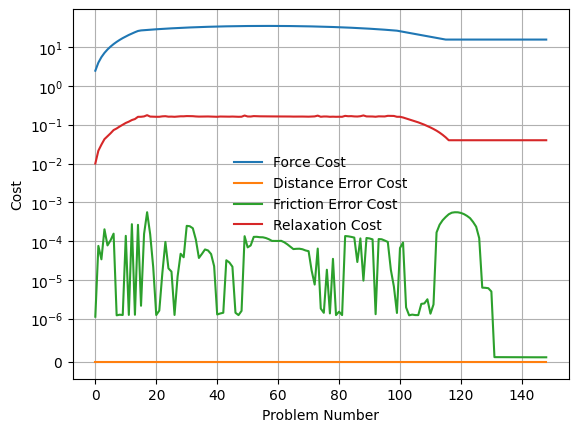 10¹
10⁰
10⁻¹
10⁻²
10⁻³
10⁻⁴
10⁻⁵
10⁻⁶
0
Cost
Force Cost
Distance Error Cost
Friction Error Cost
Relaxation Cost
0 20 40 60 80 100 120 140
Problem Number